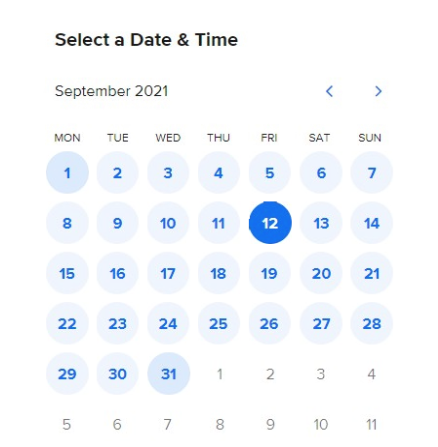 Select a Date & Time
September 2021
MON TUE WED THU FRI SAT SUN
1 2 3 4 5 6 7
8 9 10 11 12 13 14
15 16 17 18 19 20 21
22 23 24 25 26 27 28
29 30 31 1 2 3 4
5 6 7 8 9 10 11